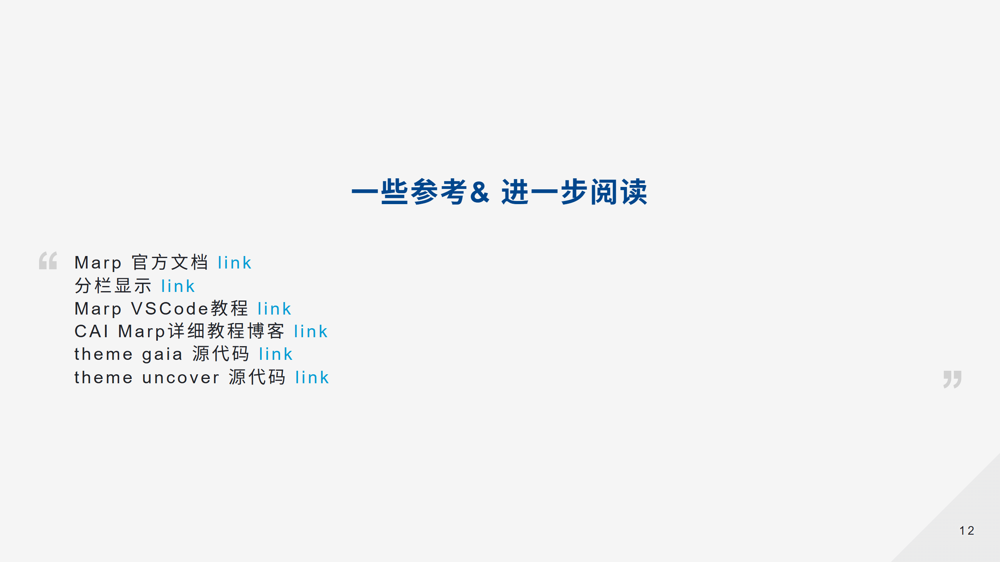 一些参考& 进一步阅读
“ Marp 官方文档 link
分栏显示 link
Marp VSCode教程 link
CAI Marp详细教程博客 link
theme gaia 源代码 link
theme uncover 源代码 link ”
12